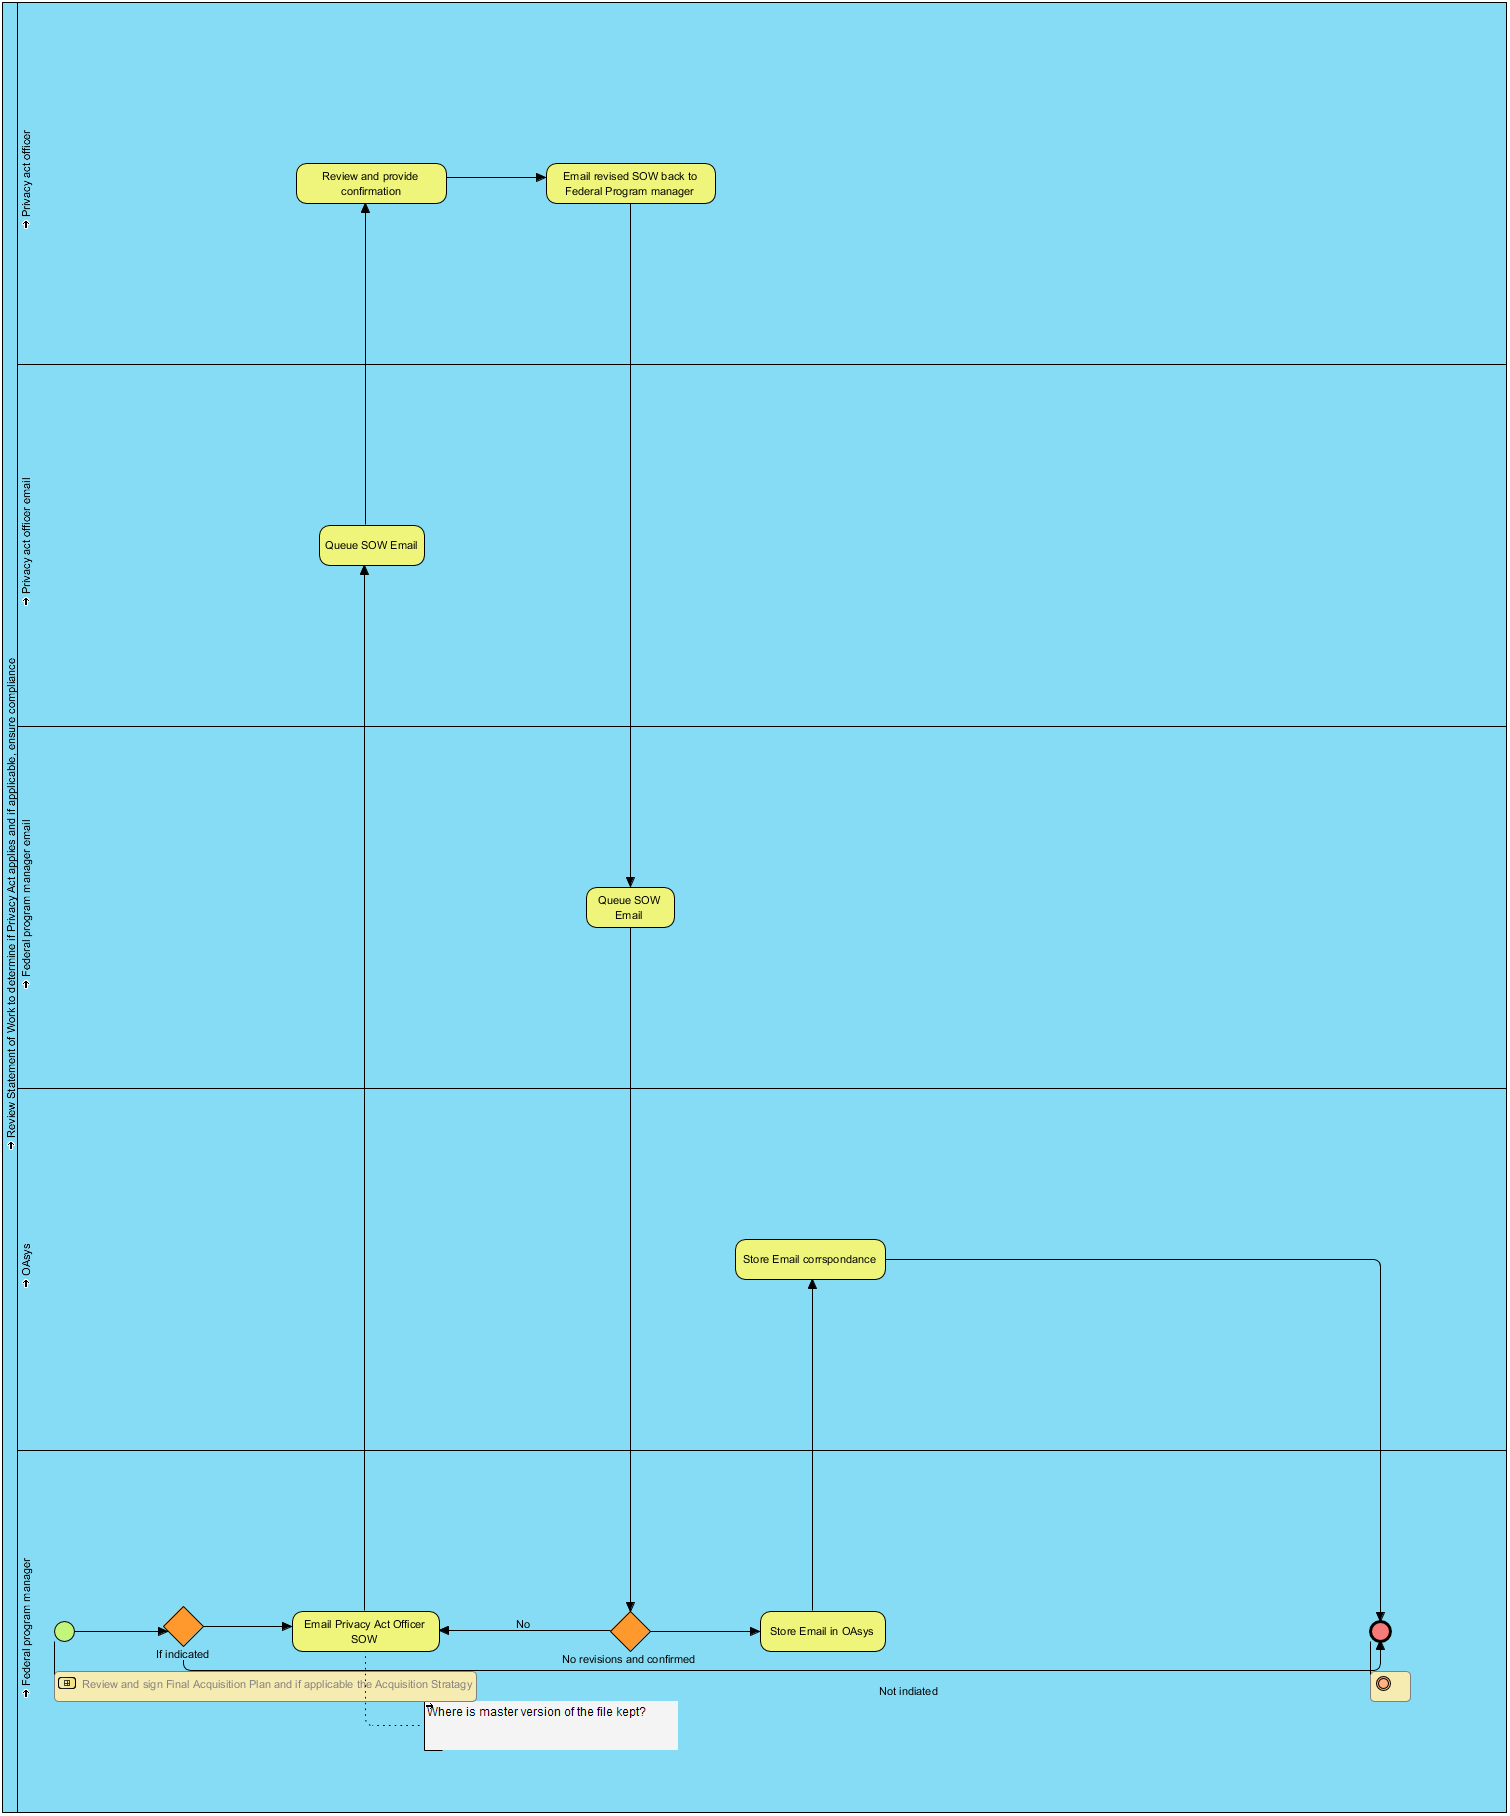 Review Statement of Work to determine if Privacy Act applies and if applicable, ensure compliance
Privacy act officer
Review and provide
confirmation
Email revised SOW back to
Federal Program manager
Privacy act officer email
Queue SOW Email
Federal program manager email
Queue SOW
Email
OAsys
Store Email corrspondance
Federal program manager
If indicated
Email Privacy Act Officer
SOW
No
No revisions and confirmed
Store Email in OAsys
Review and sign Final Acquisition Plan and if applicable the Acquisition Stratagy
Not indiated
Where is master version of the file kept?